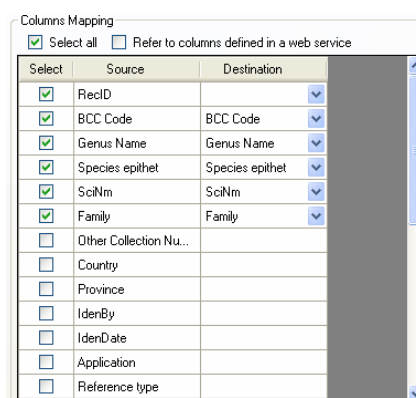 Columns Mapping
Select all Refer to columns defined in a web service
Select Source Destination
RecID
BCC Code BCC Code
Genus Name Genus Name
Species epithet Species epithet
SciNm SciNm
Family Family
Other Collection Nu...
Country
Province
IdenBy
IdenDate
Application
Reference type